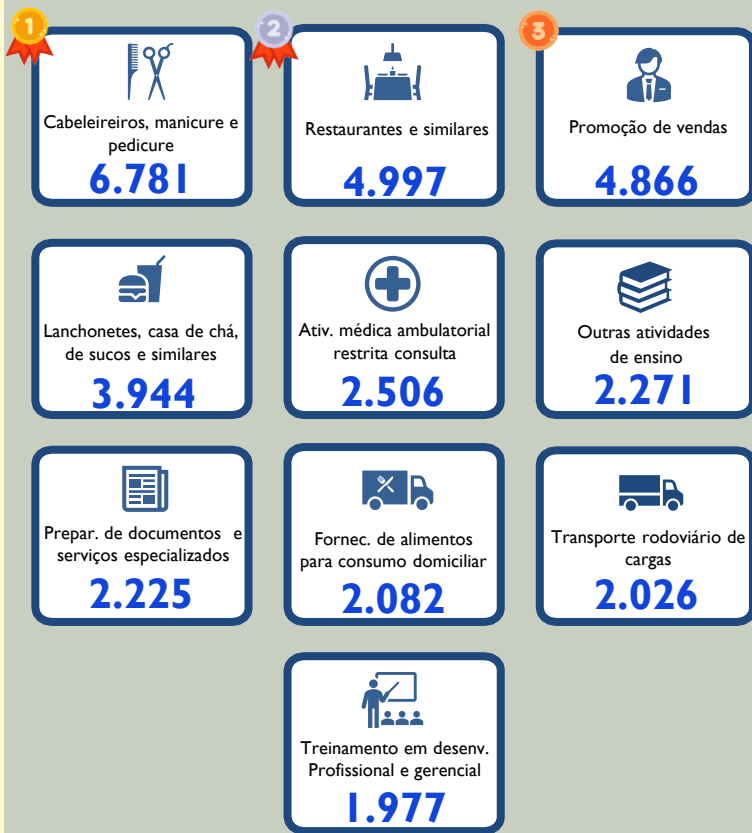 1
2
3
Cabeleireiros, manicure e
pedicure
6.781
Restaurantes e similares
4.997
Promoção de vendas
4.866
Lanchonetes, casa de chá,
de sucos e similares
3.944
Ativ. médica ambulatorial
restrita consulta
2.506
Outras atividades
de ensino
2.271
Prepar. de documentos e
serviços especializados
2.225
Fornec. de alimentos
para consumo domiciliar
2.082
Transporte rodoviário de
cargas
2.026
Treinamento em desenv.
Profissional e gerencial
1.977